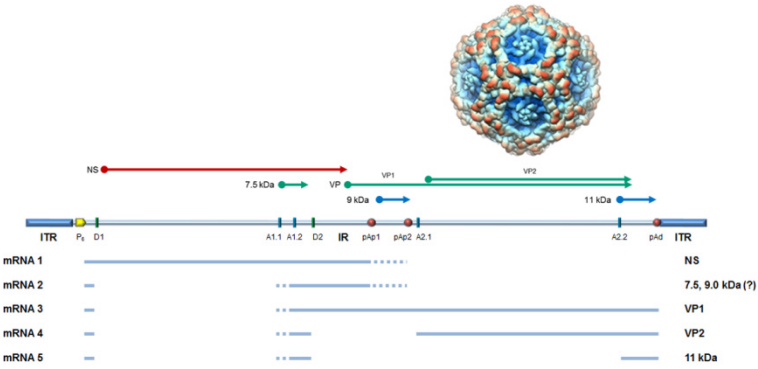 VP1
VP2
NS
7.5 kDa
VP
9 kDa
11 kDa
ITR
P6
D1
A1.1
A1.2
D2
IR
pAp1
pAp2
A2.1
A2.2
pAd
ITR
mRNA 1 NS
mRNA 2 7.5, 9.0 kDa (?)
mRNA 3 VP1
mRNA 4 VP2
mRNA 5 11 kDa